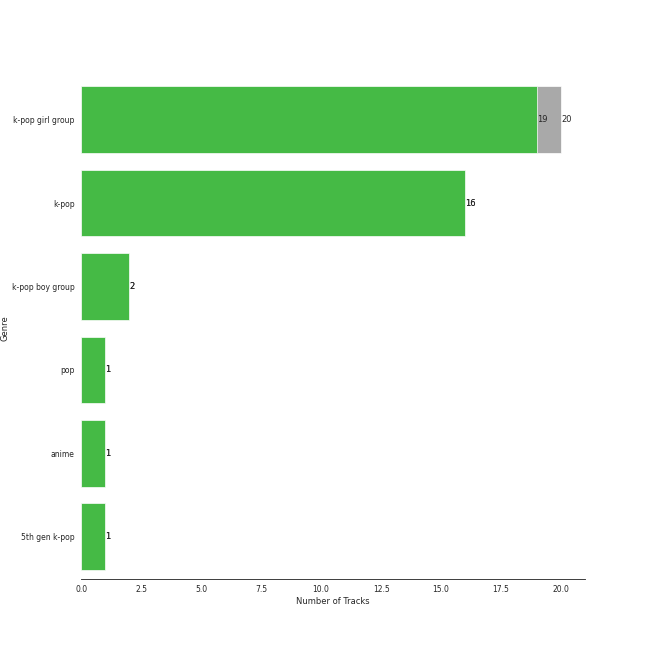 k-pop girl group
19
20
k-pop
16
k-pop boy group
2
pop
1
anime
1
5th gen k-pop
1
Genre
0.0 2.5 5.0 7.5 10.0 12.5 15.0 17.5 20.0
Number of Tracks